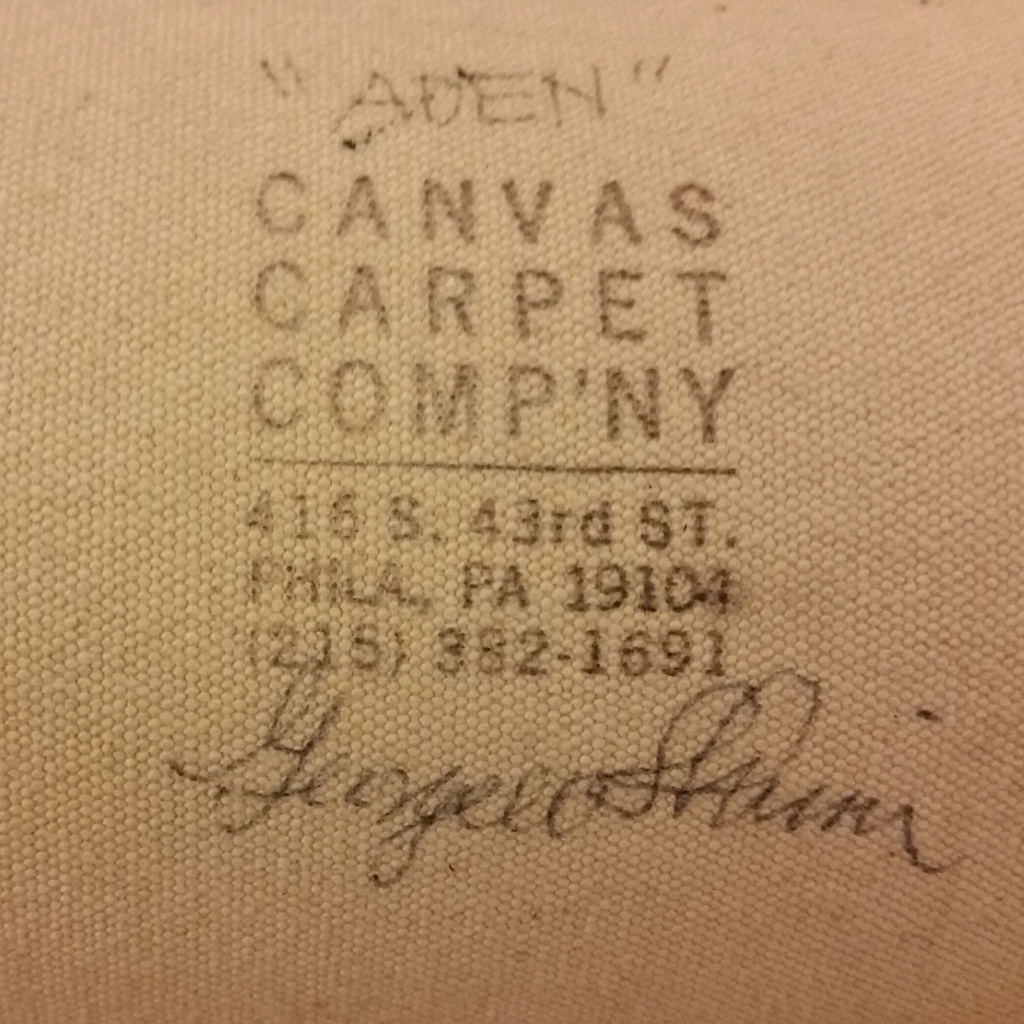 "ADEN"
CANVAS
CARPET
COMP'NY
416 S. 43rd ST.
PHILA, PA 19104
(215) 382-1691